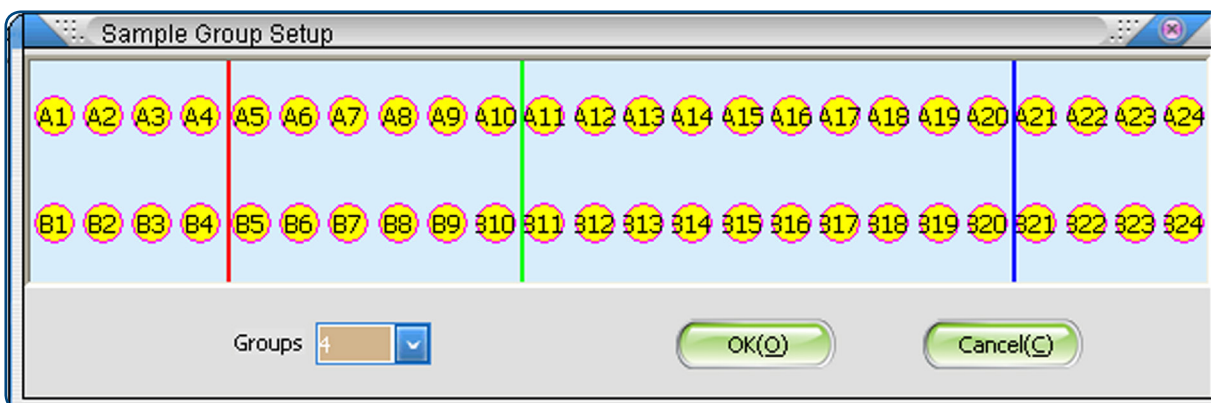 Sample Group Setup
A1 A2 A3 A4 A5 A6 A7 A8 A9 A10 A11 A12 A13 A14 A15 A16 A17 A18 A19 A20 A21 A22 A23 A24
B1 B2 B3 B4 B5 B6 B7 B8 B9 B10 B11 B12 B13 B14 B15 B16 B17 B18 B19 B20 B21 B22 B23 B24
Groups 4 OK(O) Cancel(C)